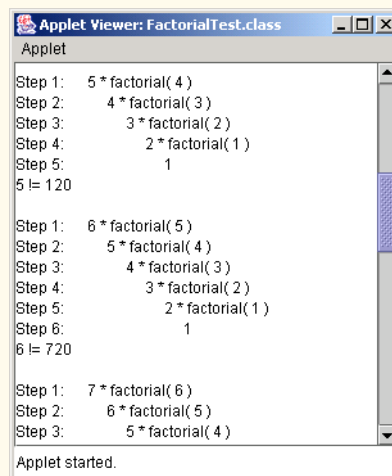 Applet Viewer: FactorialTest.class
Applet
Step 1: 5 * factorial( 4 )
Step 2: 4 * factorial( 3 )
Step 3: 3 * factorial( 2 )
Step 4: 2 * factorial( 1 )
Step 5: 1
5 != 120
Step 1: 6 * factorial( 5 )
Step 2: 5 * factorial( 4 )
Step 3: 4 * factorial( 3 )
Step 4: 3 * factorial( 2 )
Step 5: 2 * factorial( 1 )
Step 6: 1
6 != 720
Step 1: 7 * factorial( 6 )
Step 2: 6 * factorial( 5 )
Step 3: 5 * factorial( 4 )
Applet started.